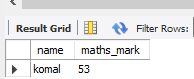 Result Grid Filter Rows:
name maths_mark
komal 53